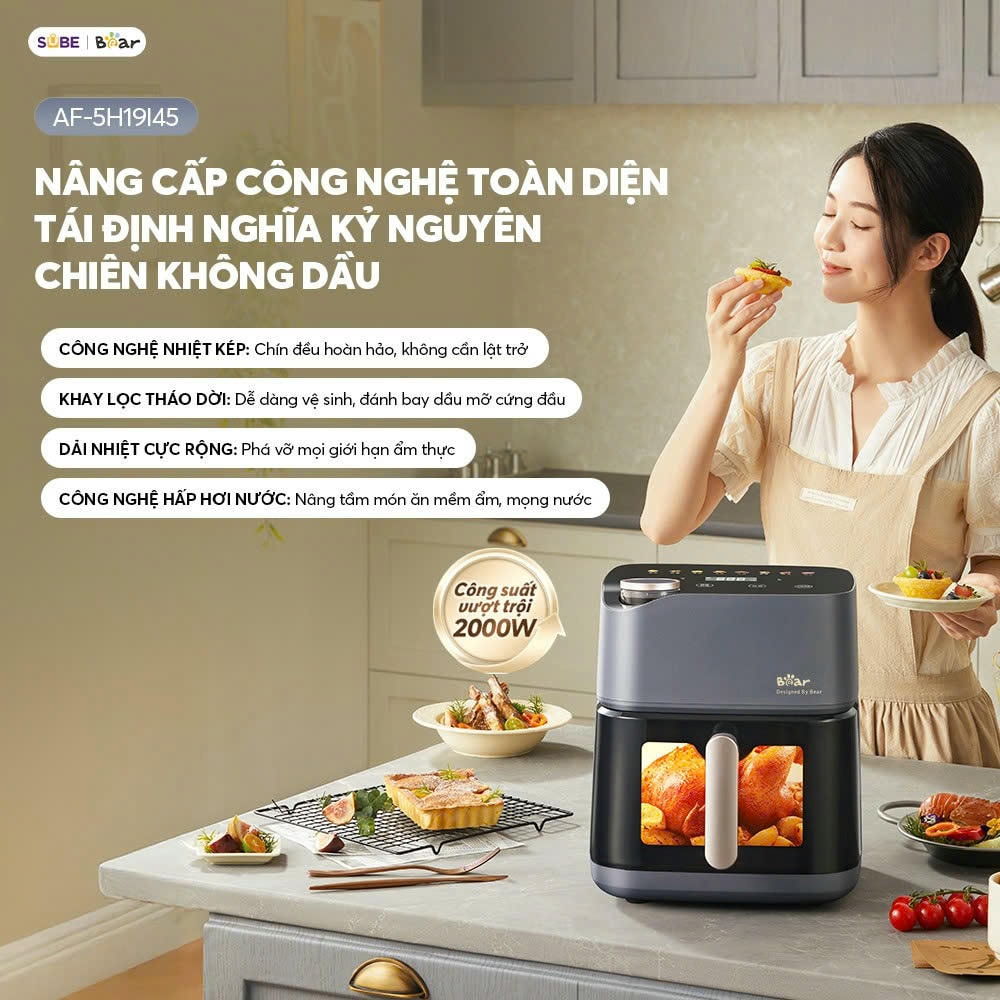 SUBE | Bear
AF-5H19I45
NÂNG CẤP CÔNG NGHỆ TOÀN DIỆN
TÁI ĐỊNH NGHĨA KỶ NGUYÊN
CHIÊN KHÔNG DẦU
CÔNG NGHỆ NHIỆT KÉP: Chín đều hoàn hảo, không cần lật trở
KHAY LỌC THÁO DỜI: Dễ dàng vệ sinh, đánh bay dầu mỡ cứng đầu
DẢI NHIỆT CỰC RỘNG: Phá vỡ mọi giới hạn ẩm thực
CÔNG NGHỆ HẤP HƠI NƯỚC: Nâng tầm món ăn mềm ẩm, mọng nước
Công suất
vượt trội
2000W
Bear
Designed By Bear